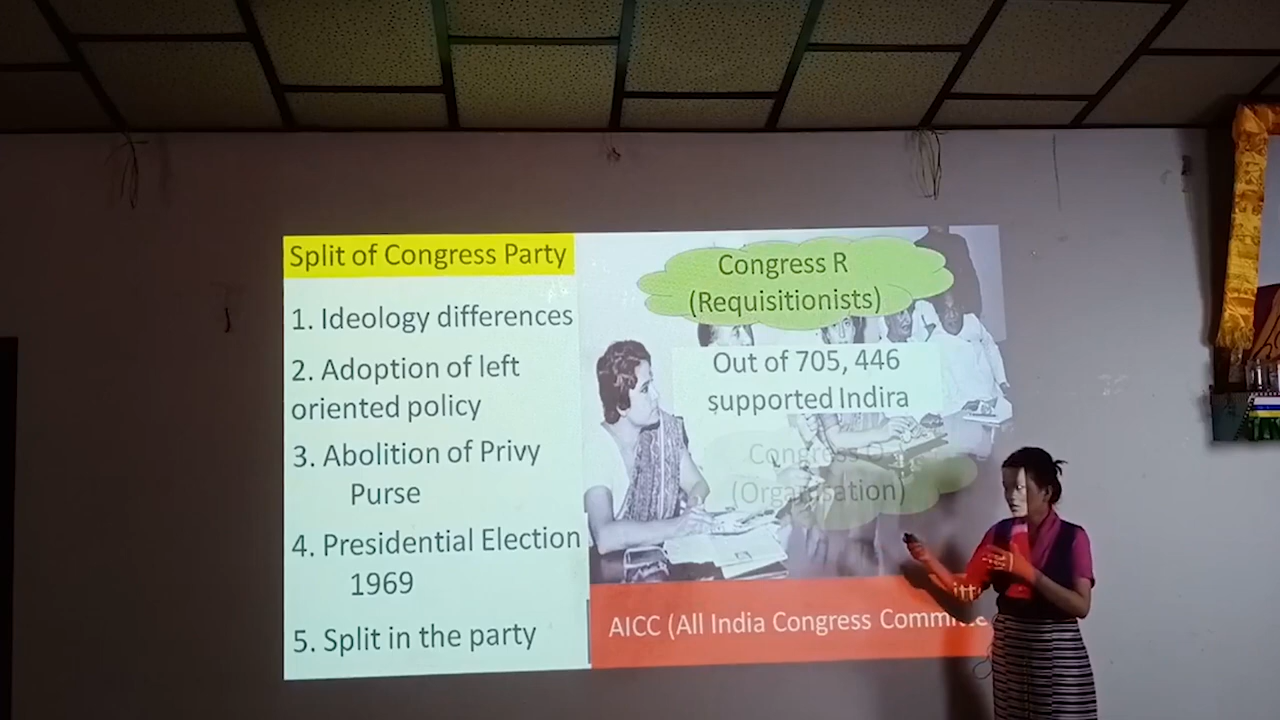 Split of Congress Party
1. Ideology differences
2. Adoption of left
oriented policy
3. Abolition of Privy
Purse
4. Presidential Election
1969
5. Split in the party
Congress R
(Requisitionists)
Out of 705, 446
supported Indira
Congress O
(Organisation)
AICC (All India Congress Committee